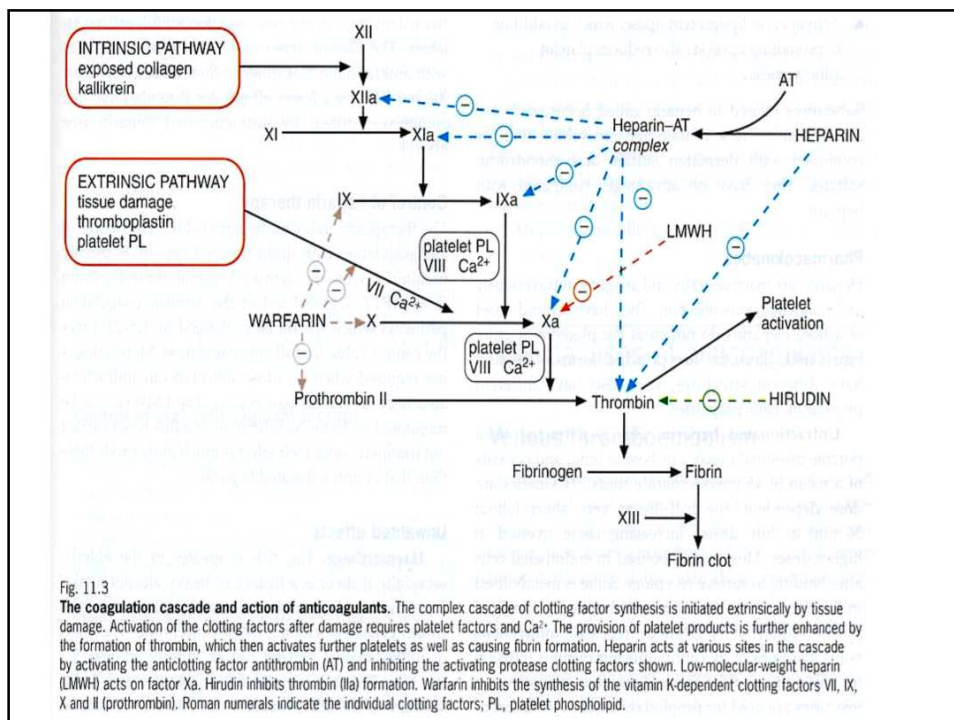 INTRINSIC PATHWAY
exposed collagen
kallikrein
XII
XIIa
XI
XIa
Heparin-AT
complex
AT
HEPARIN
EXTRINSIC PATHWAY
tissue damage
thromboplastin
platelet PL
IX
IXa
LMWH
platelet PL
VIII Ca²⁺
VII Ca²⁺
WARFARIN
X
Xa
Platelet
activation
platelet PL
VIII Ca²⁺
Prothrombin II
Thrombin
HIRUDIN
Fibrinogen
Fibrin
XIII
Fibrin clot
Fig. 11.3
The coagulation cascade and action of anticoagulants. The complex cascade of clotting factor synthesis is initiated extrinsically by tissue
damage. Activation of the clotting factors after damage requires platelet factors and Ca²⁺ The provision of platelet products is further enhanced by
the formation of thrombin, which then activates further platelets as well as causing fibrin formation. Heparin acts at various sites in the cascade
by activating the anticlotting factor antithrombin (AT) and inhibiting the activating protease clotting factors shown. Low-molecular-weight heparin
(LMWH) acts on factor Xa. Hirudin inhibits thrombin (IIa) formation. Warfarin inhibits the synthesis of the vitamin K-dependent clotting factors VII, IX,
X and II (prothrombin). Roman numerals indicate the individual clotting factors; PL, platelet phospholipid.